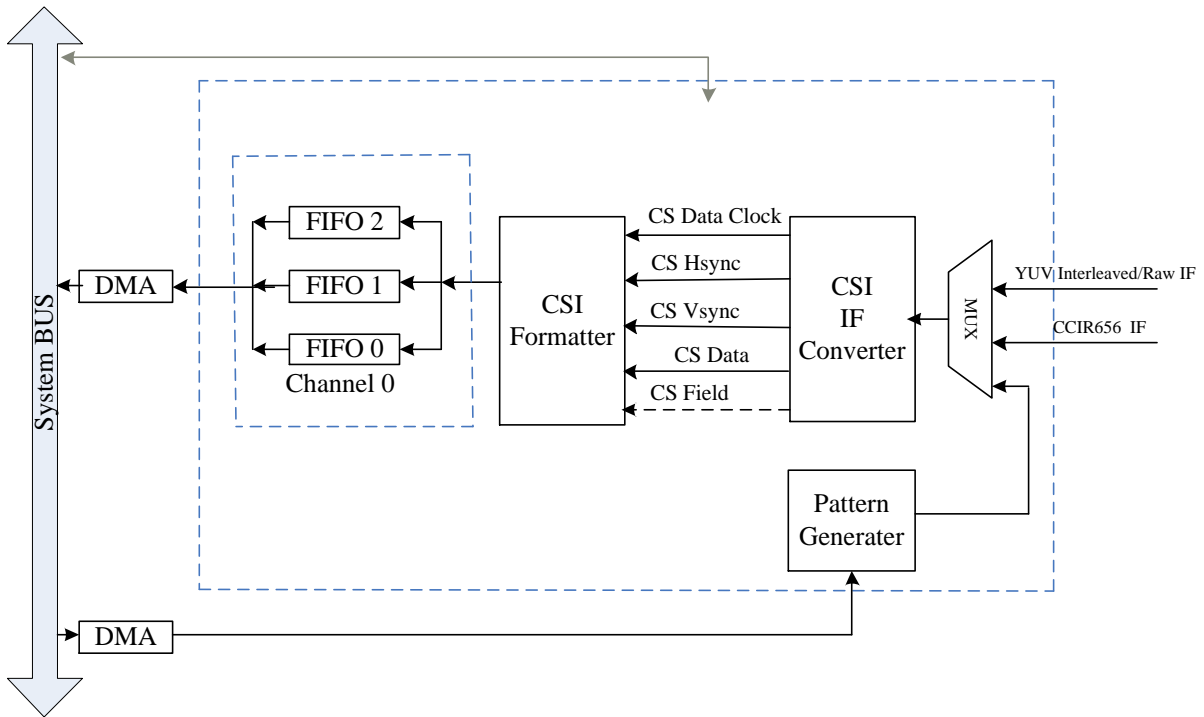 System BUS
DMA
FIFO 2
FIFO 1
FIFO 0
Channel 0
CSI
Formatter
CS Data Clock
CS Hsync
CS Vsync
CS Data
CS Field
CSI
IF
Converter
MUX
YUV Interleaved/Raw IF
CCIR656 IF
Pattern
Generater
DMA